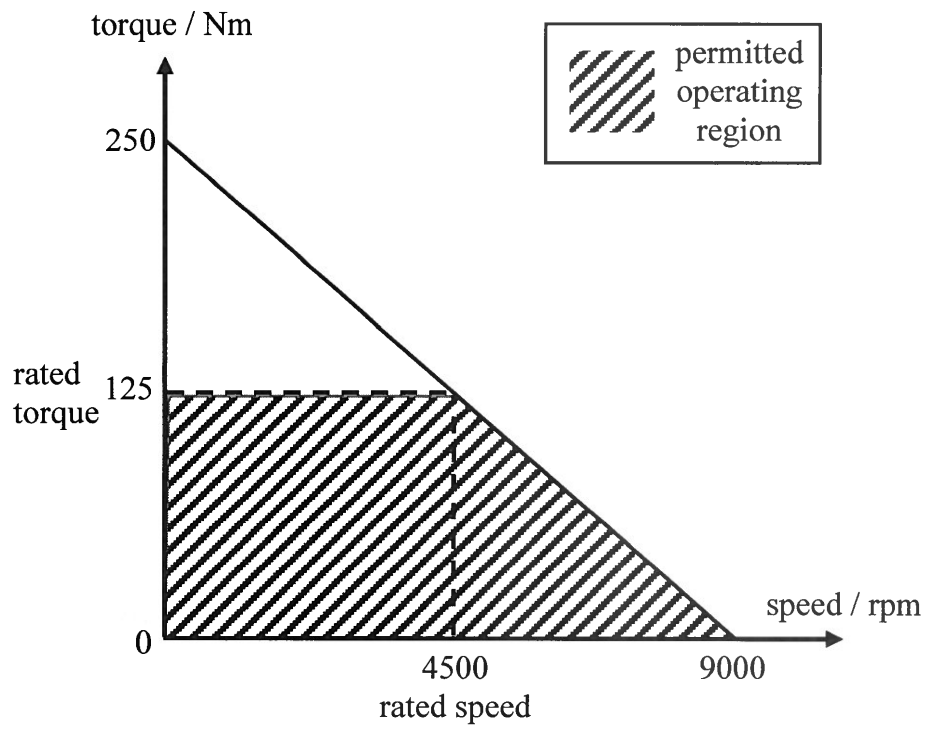 torque / Nm
permitted
operating
region
250
rated
torque
125
0
speed / rpm
4500
9000
rated speed